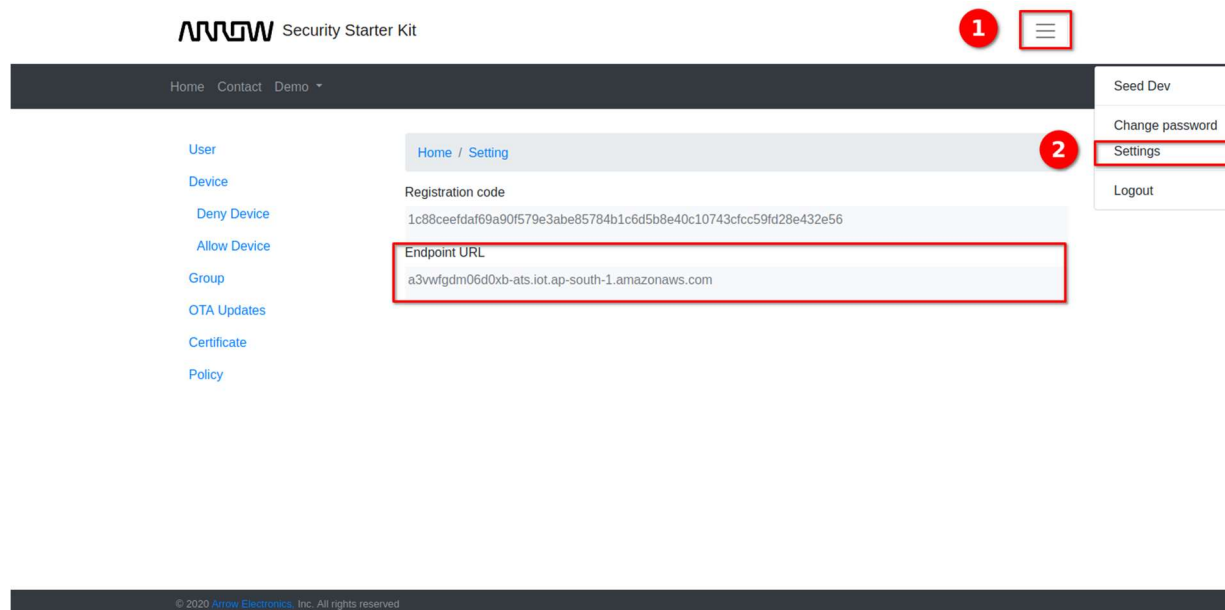 ARROW Security Starter Kit
1
Home Contact Demo
Seed Dev
Change password
2
Settings
Logout
User
Device
Deny Device
Allow Device
Group
OTA Updates
Certificate
Policy
Home / Setting
Registration code
1c88ceefdaf69a90f579e3abe85784b1c6d5b8e40c10743cfcc59fd28e432e56
Endpoint URL
a3vwfgdm06d0xb-ats.iot.ap-south-1.amazonaws.com
© 2020 Arrow Electronics, Inc. All rights reserved